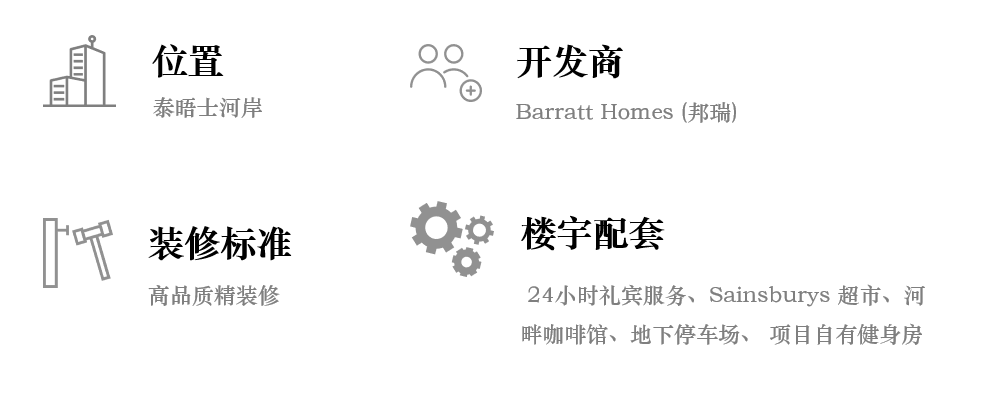 位置
泰晤士河岸
开发商
Barratt Homes (邦瑞)
装修标准
高品质精装修
楼宇配套
24小时礼宾服务、Sainsburys 超市、河
畔咖啡馆、地下停车场、 项目自有健身房